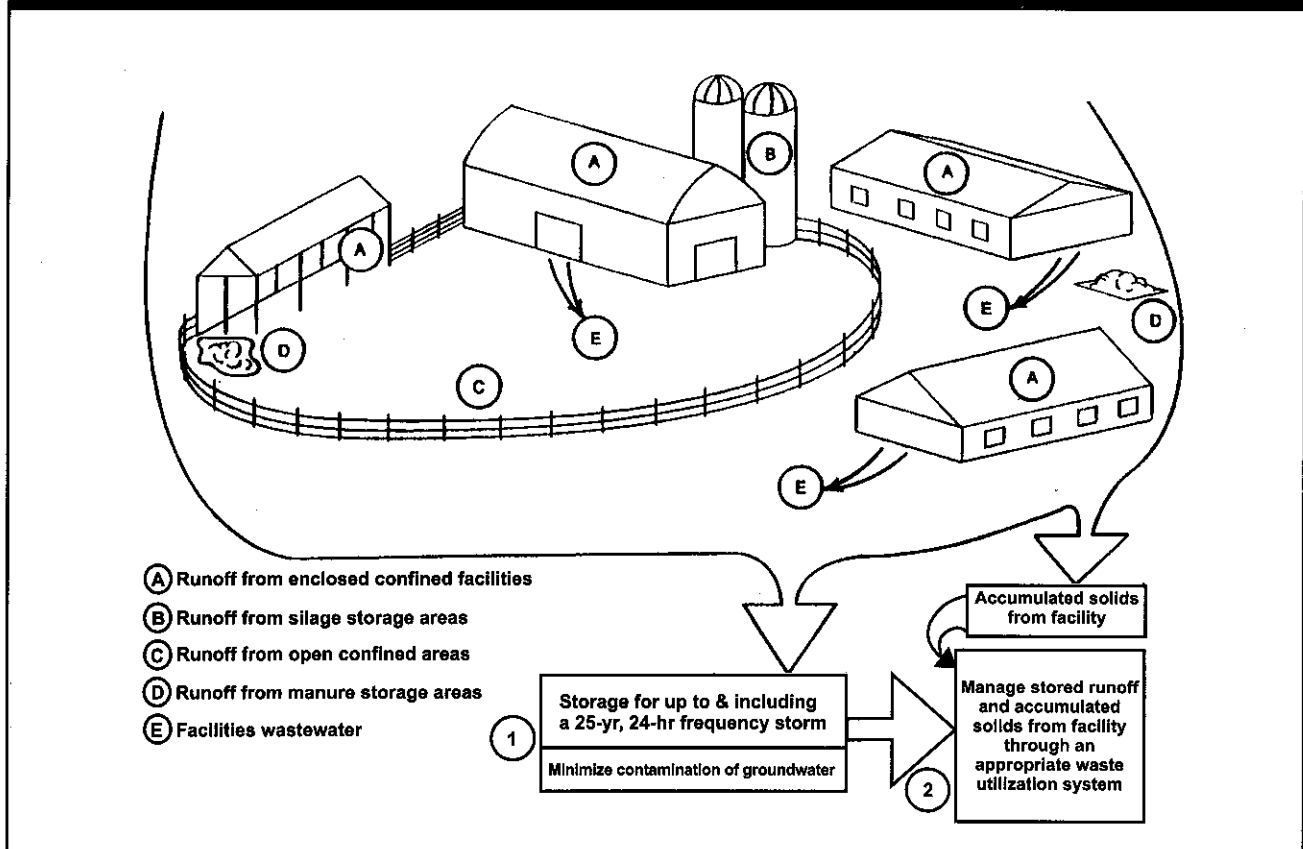 A
B
A
A
E
E
D
D
C
A
E
A Runoff from enclosed confined facilities
B Runoff from silage storage areas
C Runoff from open confined areas
D Runoff from manure storage areas
E Facilities wastewater
Accumulated solids
from facility
1
Storage for up to & including
a 25-yr, 24-hr frequency storm
Minimize contamination of groundwater
2
Manage stored runoff
and accumulated
solids from facility
through an
appropriate waste
utilization system